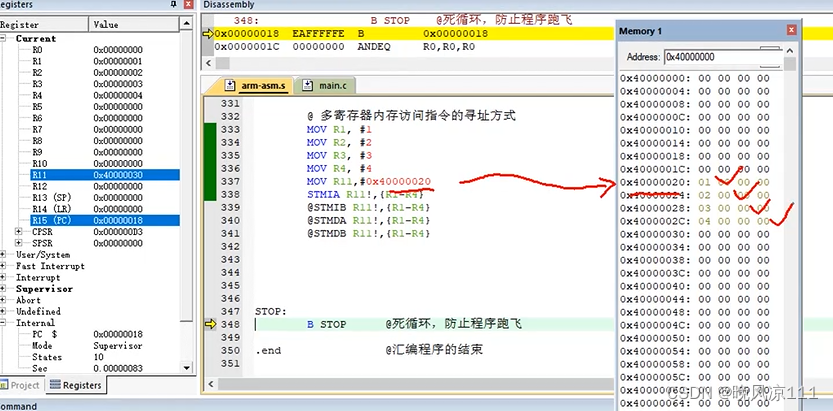 egisters
Register
Value
Current
R0 0x00000000
R1 0x00000001
R2 0x00000002
R3 0x00000003
R4 0x00000004
R5 0x00000000
R6 0x00000000
R7 0x00000000
R8 0x00000000
R9 0x00000000
R10 0x00000000
R11 0x40000030
R12 0x00000000
R13 (SP) 0x00000000
R14 (LR) 0x00000000
R15 (PC) 0x00000018
CPSR 0x000000D3
SPSR 0x00000000
User/System
Fast Interrupt
Interrupt
Supervisor
Abort
Undefined
Internal
PC $ 0x00000018
Mode Supervisor
States 10
Sec 0.00000083
Project
Registers
ommand
Disassembly
348: B STOP @死循环，防止程序跑飞
0x00000018 EAFFFFFE B 0x00000018
0x0000001C 00000000 ANDEQ R0,R0,R0
arm-asm.s
main.c
331
332 @ 多寄存器内存访问指令的寻址方式
333 MOV R1, #1
334 MOV R2, #2
335 MOV R3, #3
336 MOV R4, #4
337 MOV R11,#0x40000020
338 STMIA R11!,{R1-R4}
339 @STMIB R11!,{R1-R4}
340 @STMDA R11!,{R1-R4}
341 @STMDB R11!,{R1-R4}
342
343
344
345
346
347 STOP:
348 B STOP @死循环，防止程序跑飞
349
350 .end @汇编程序的结束
351
Memory 1
Address: 0x40000000
0x40000000: 00 00 00 00
0x40000004: 00 00 00 00
0x40000008: 00 00 00 00
0x4000000C: 00 00 00 00
0x40000010: 00 00 00 00
0x40000014: 00 00 00 00
0x40000018: 00 00 00 00
0x4000001C: 00 00 00 00
0x40000020: 01 00 00 00
0x40000024: 02 00 00 00
0x40000028: 03 00 00 00
0x4000002C: 04 00 00 00
0x40000030: 00 00 00 00
0x40000034: 00 00 00 00
0x40000038: 00 00 00 00
0x4000003C: 00 00 00 00
0x40000040: 00 00 00 00
0x40000044: 00 00 00 00
0x40000048: 00 00 00 00
0x4000004C: 00 00 00 00
0x40000050: 00 00 00 00
0x40000054: 00 00 00 00
0x40000058: 00 00 00 00
0x4000005C: 00 00 00 00
0x40000060: 00 00 00 00
0x40000064: 00 00 00 00
CSDN @晚风凉111